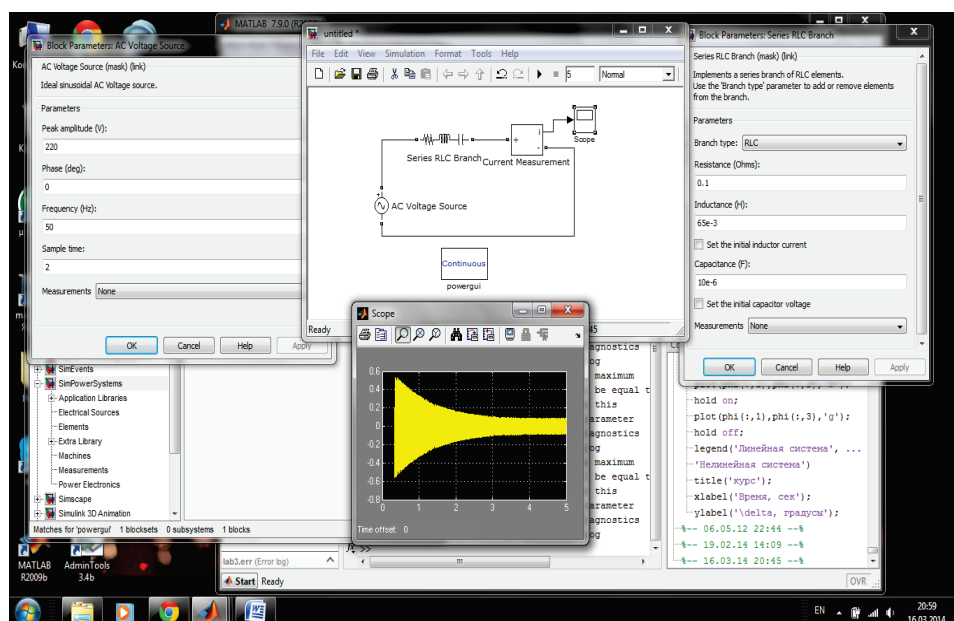 MATLAB 7.9.0 (R20
Block Parameters: AC Voltage Source
AC Voltage Source (mask) (link)
Ideal sinusoidal AC Voltage source.
Parameters
Peak amplitude (V):
220
Phase (deg):
0
Frequency (Hz):
50
Sample time:
2
Measurements None
OK Cancel Help Apply
untitled *
File Edit View Simulation Format Tools Help
5 Normal
Series RLC Branch
Current Measurement
+ i
-
Scope
+
AC Voltage Source
Continuous
powergui
Ready
45
Block Parameters: Series RLC Branch
Series RLC Branch (mask) (link)
Implements a series branch of RLC elements.
Use the 'Branch type' parameter to add or remove elements
from the branch.
Parameters
Branch type: RLC
Resistance (Ohms):
0.1
Inductance (H):
65e-3
Set the initial inductor current
Capacitance (F):
10e-6
Set the initial capacitor voltage
Measurements None
OK Cancel Help Apply
Scope
0.6
0.4
0.2
0
-0.2
-0.4
-0.6
-0.8
0 1 2 3 4 5
Time offset: 0
SimEvents
SimPowerSystems
Application Libraries
Electrical Sources
Elements
Extra Library
Machines
Measurements
Power Electronics
Simscape
Simulink 3D Animation
Matches for 'powergui' 1 blocksets 0 subsystems 1 blocks
agnostics
og
maximum
be equal t
this
arameter
agnostics
og
maximum
be equal t
this
arameter
agnostics
og
>>
hold on;
plot(phi(:,1),phi(:,3),'g');
hold off;
legend('Линейная система', ...
'Нелинейная система')
title('курс');
xlabel('Время, сек');
ylabel('\delta, градусы');
%-- 06.05.12 22:44 --%
%-- 19.02.14 14:09 --%
%-- 16.03.14 20:45 --%
lab3.err (Error log)
Start Ready
OVR
MATLAB
R2009b
AdminTools
3.4b
EN
20:59
16.03.2014